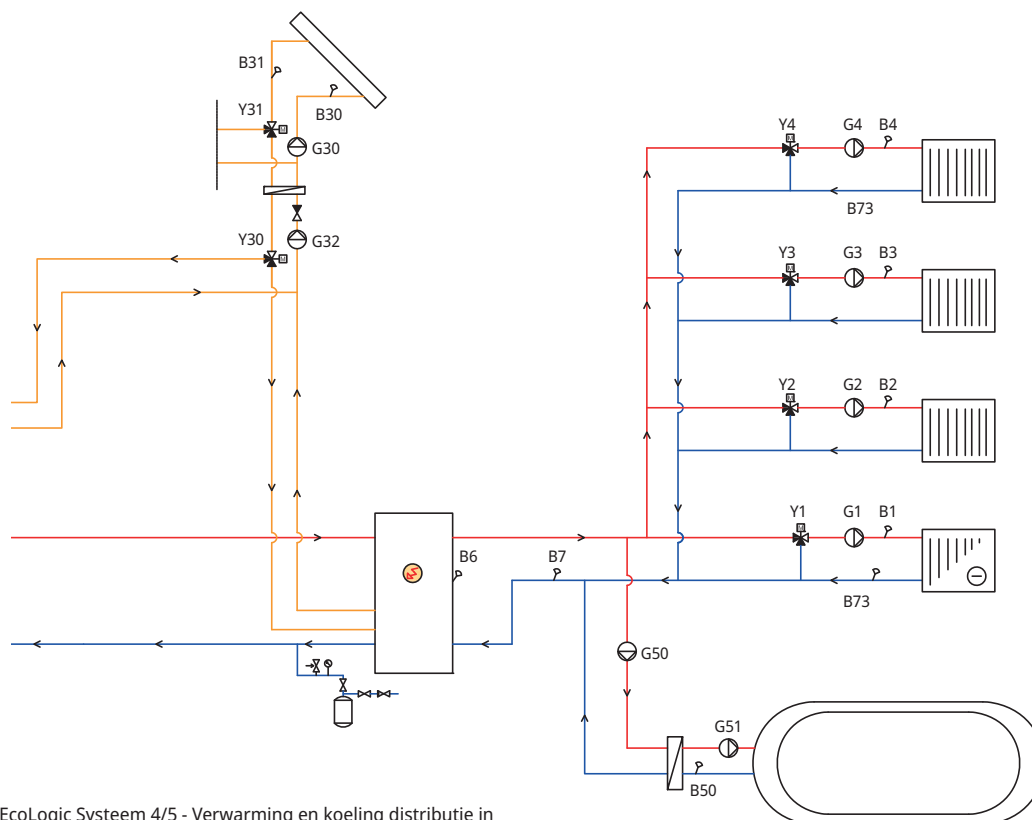 B31
B30
Y31
G30
Y30
G32
Y4 G4 B4
B73
Y3 G3 B3
Y2 G2 B2
Y1 G1 B1
B6
B7
B73
G50
G51
B50
EcoLogic Systeem 4/5 - Verwarming en koeling distributie in